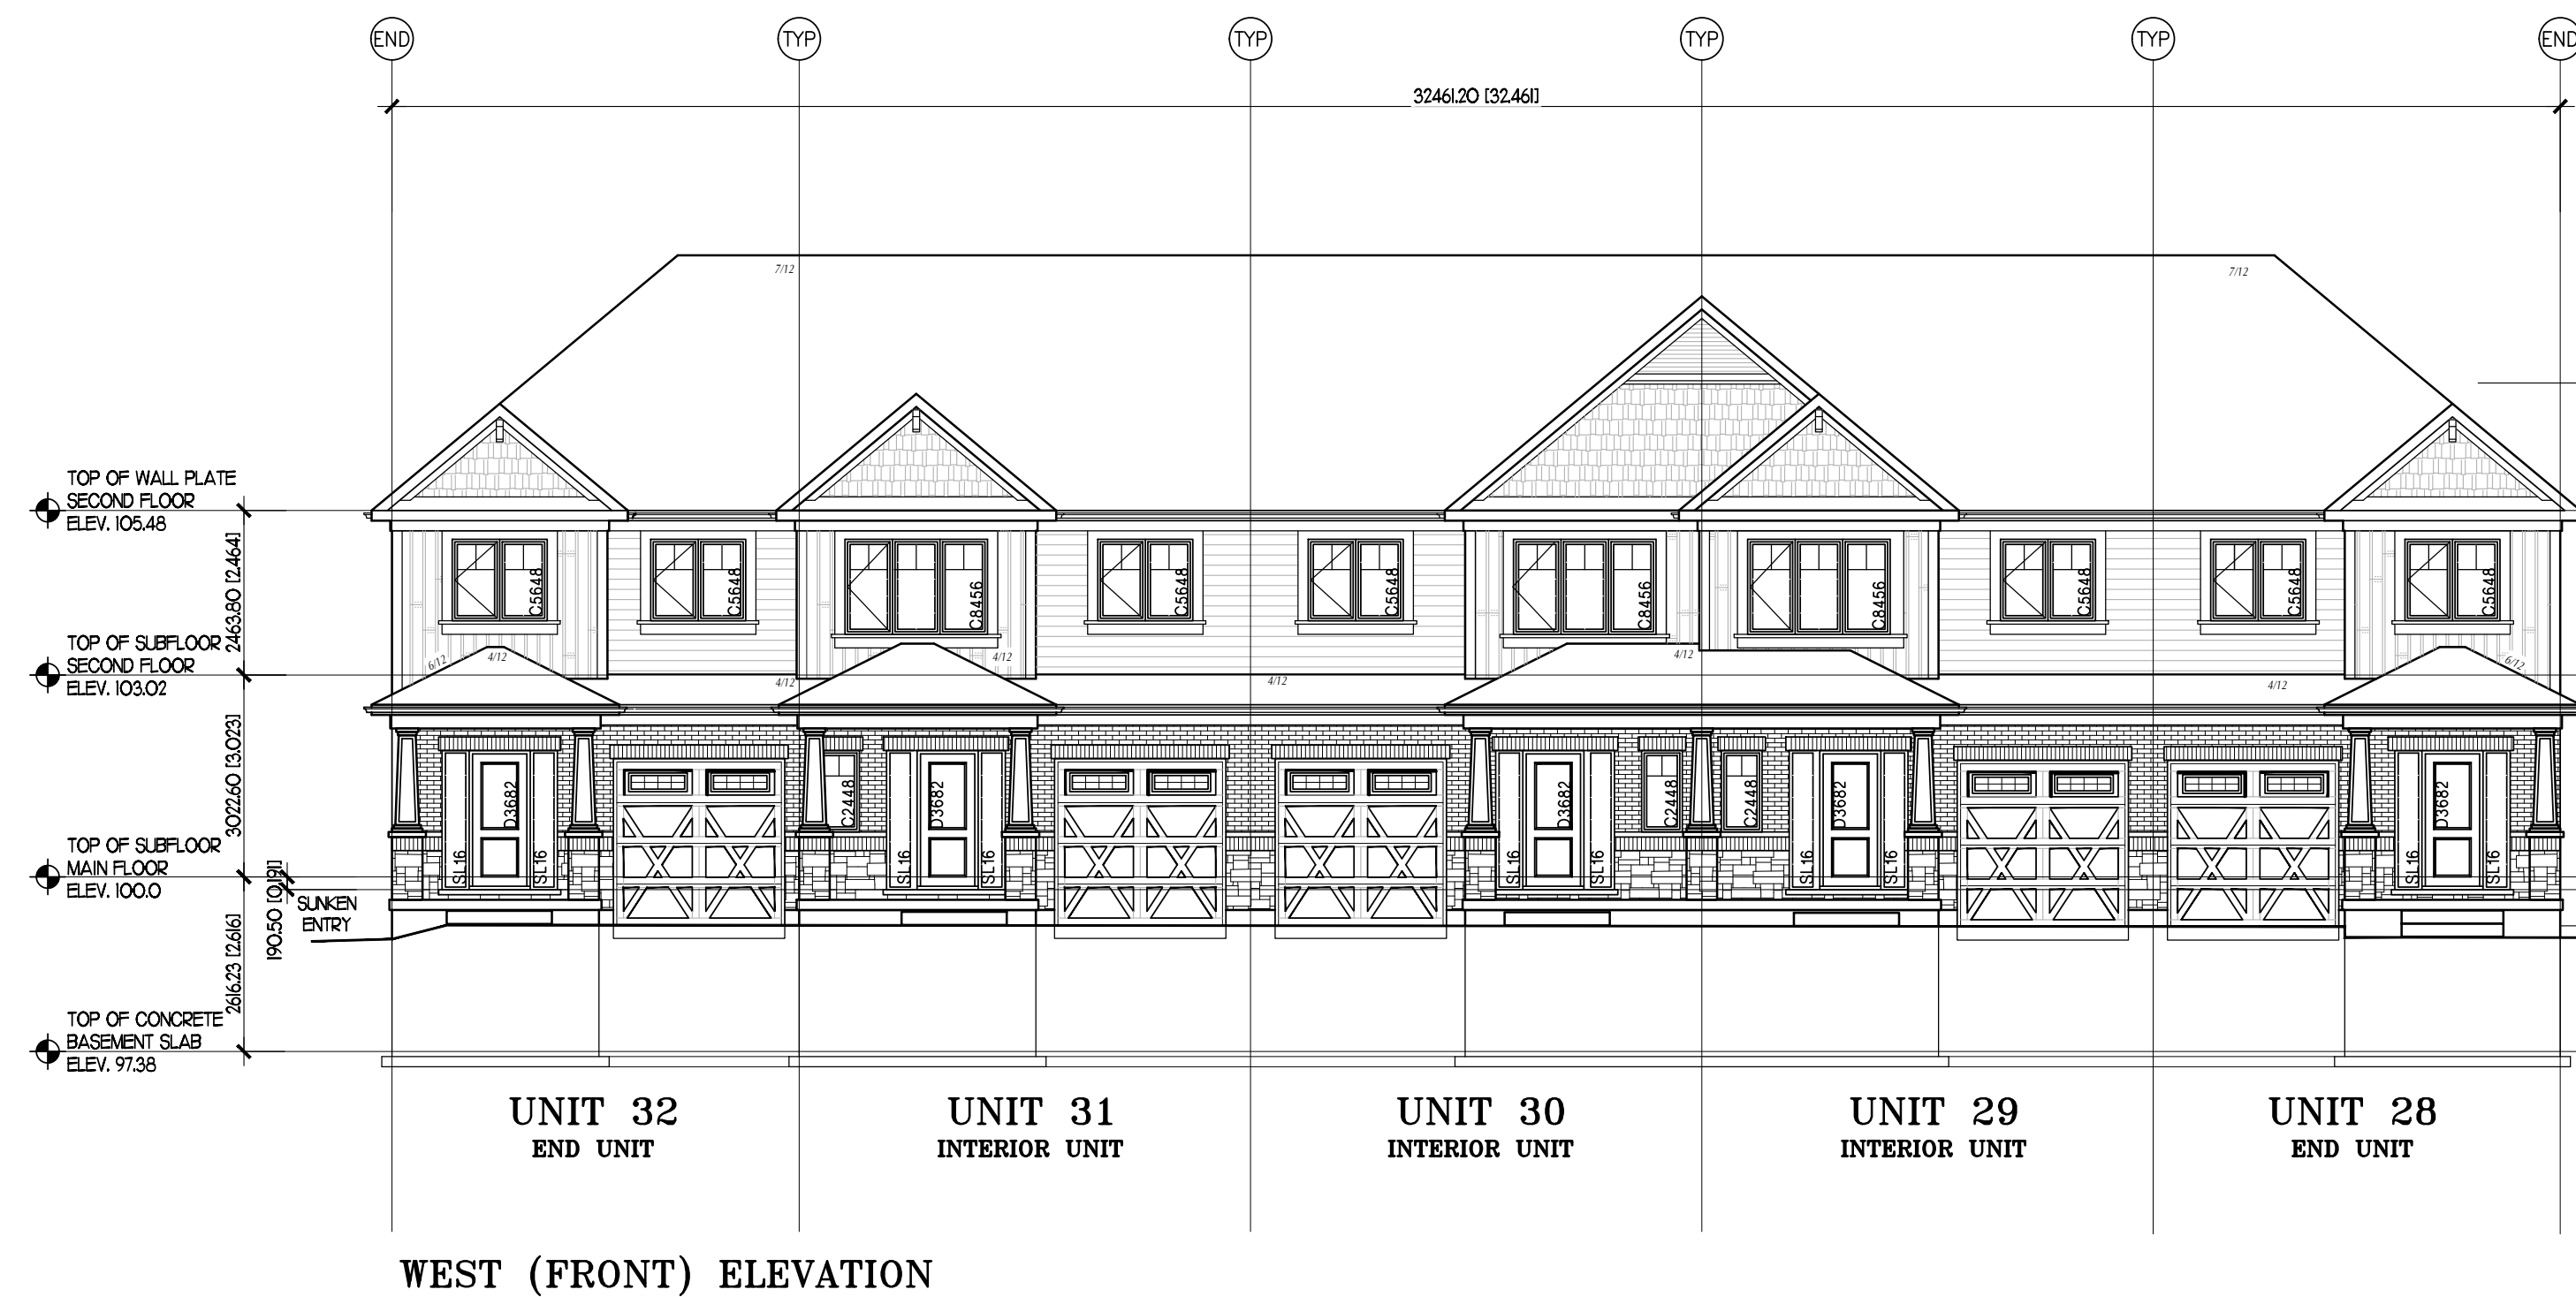 END TYP TYP TYP TYP END
32461.20 [32.461]
7/12 7/12
TOP OF WALL PLATE
SECOND FLOOR
ELEV. 105.48
2463.80 [2.464]
C5648 C5648 C8456 C5648 C5648 C8456 C8456 C5648 C5648 C5648
TOP OF SUBFLOOR
SECOND FLOOR
ELEV. 103.02
6/12 4/12 4/12 4/12 4/12 4/12 4/12 6/12
3022.60 [3.023]
D3682 C2448 D3682 D3682 C2448 C2448 D3682 D3682
SL16 SL16 SL16 SL16 SL16 SL16 SL16 SL16 SL16 SL16
TOP OF SUBFLOOR
MAIN FLOOR
ELEV. 100.0
190.50 [0.191]
SUNKEN
ENTRY
2616.23 [2.616]
TOP OF CONCRETE
BASEMENT SLAB
ELEV. 97.38
UNIT 32 UNIT 31 UNIT 30 UNIT 29 UNIT 28
END UNIT INTERIOR UNIT INTERIOR UNIT INTERIOR UNIT END UNIT
WEST (FRONT) ELEVATION